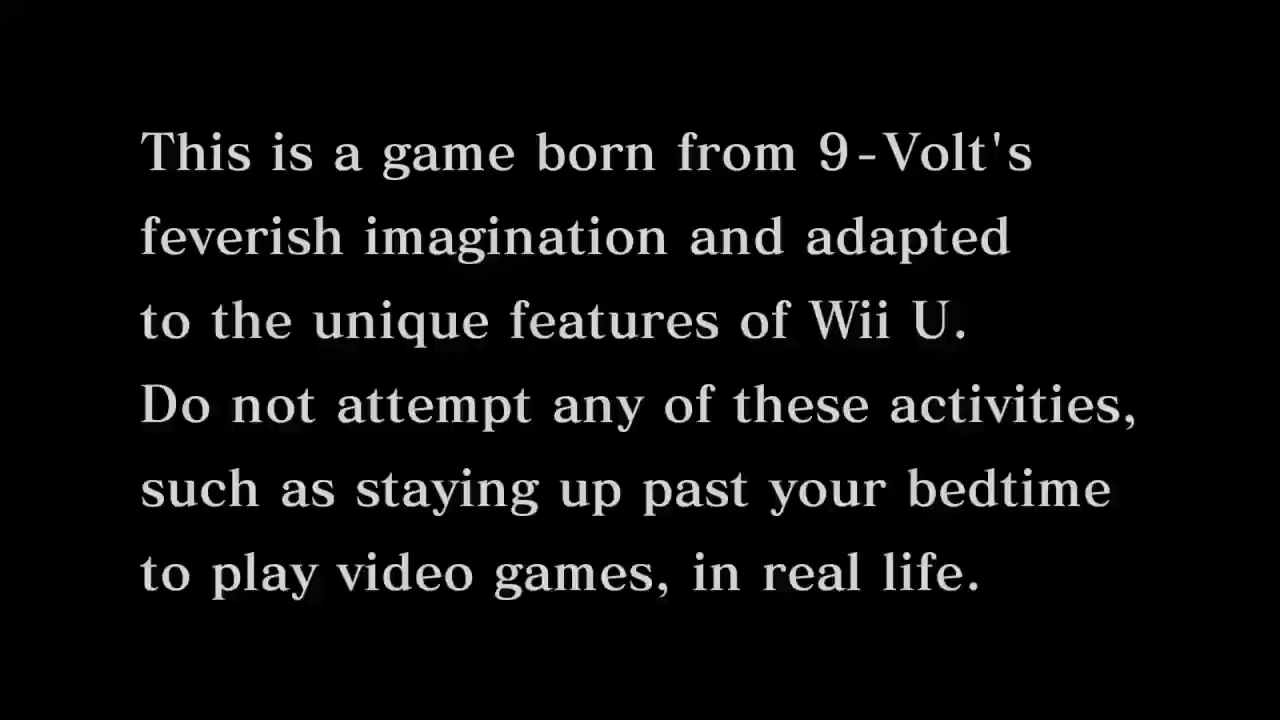 This is a game born from 9-Volt's
feverish imagination and adapted
to the unique features of Wii U.
Do not attempt any of these activities,
such as staying up past your bedtime
to play video games, in real life.